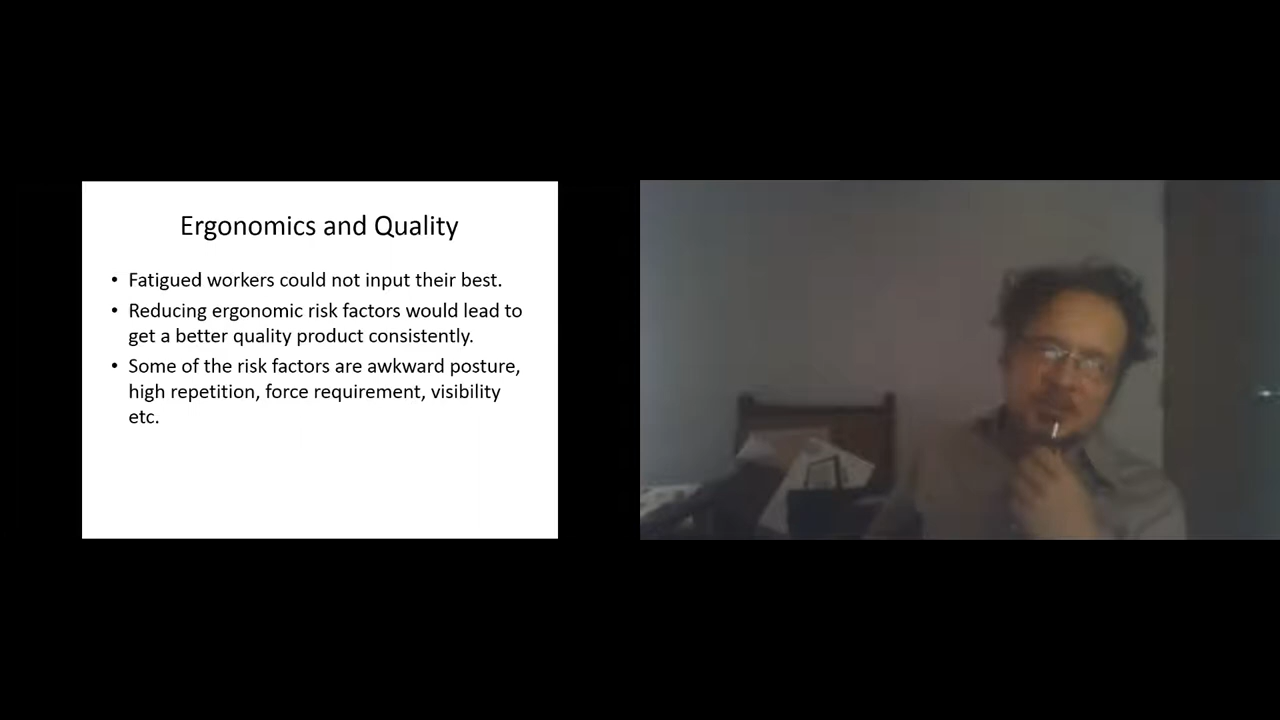 Ergonomics and Quality
• Fatigued workers could not input their best.
• Reducing ergonomic risk factors would lead to
get a better quality product consistently.
• Some of the risk factors are awkward posture,
high repetition, force requirement, visibility
etc.